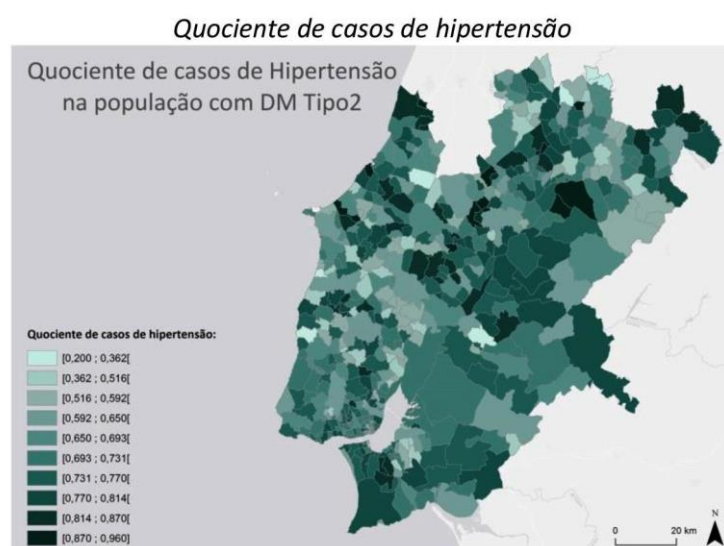 Quociente de casos de hipertensão
Quociente de casos de Hipertensão
na população com DM Tipo2
Quociente de casos de hipertensão:
[0,200 ; 0,362[
[0,362 ; 0,516[
[0,516 ; 0,592[
[0,592 ; 0,650[
[0,650 ; 0,693[
[0,693 ; 0,731[
[0,731 ; 0,770[
[0,770 ; 0,814[
[0,814 ; 0,870[
[0,870 ; 0,960]
N
0 20 km